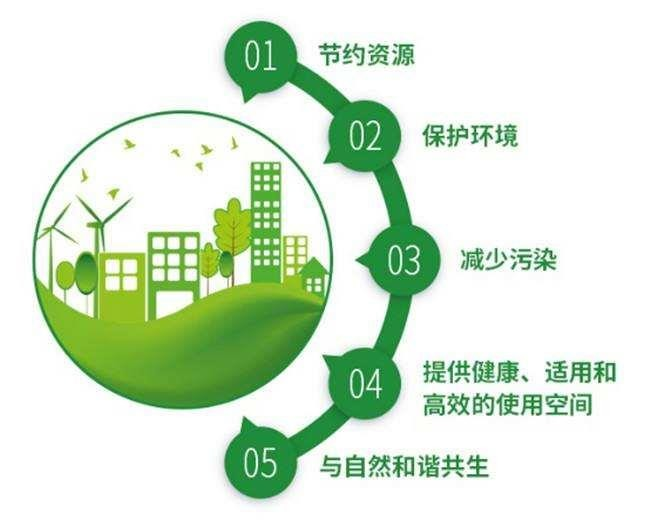 01
节约资源
02
保护环境
03
减少污染
04
提供健康、适用和
高效的使用空间
05
与自然和谐共生